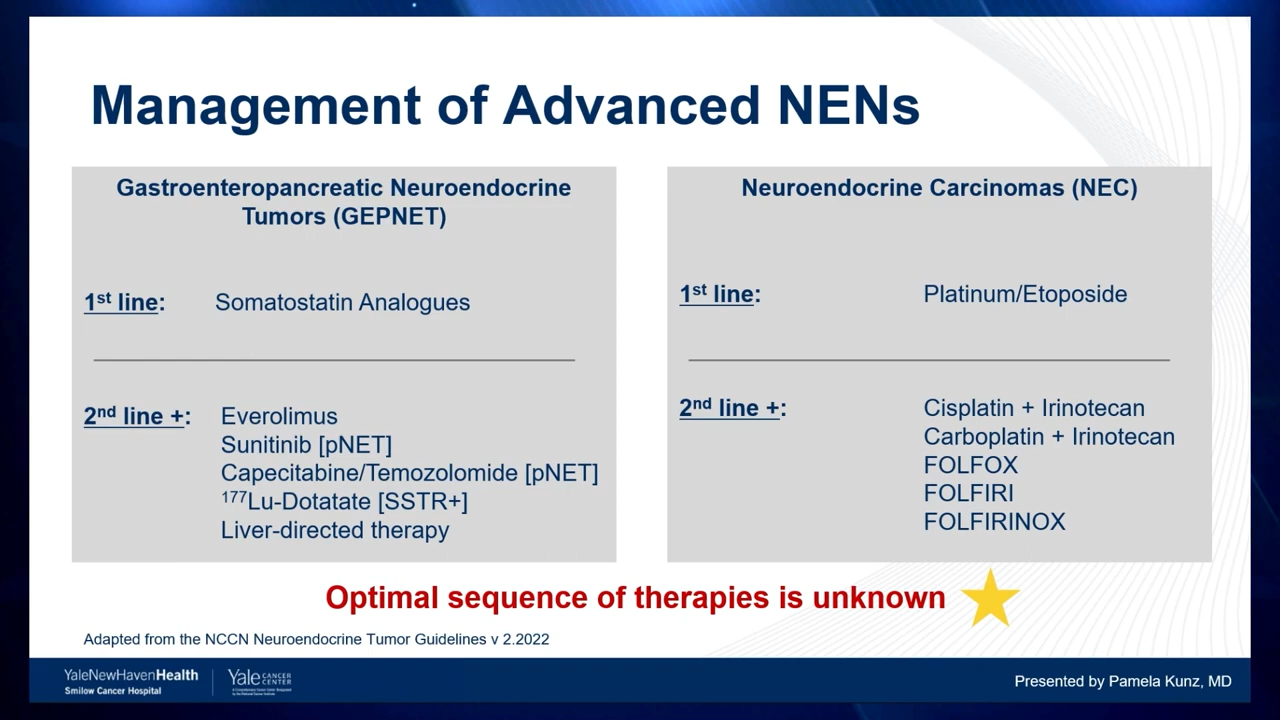 Management of Advanced NENs
Gastroenteropancreatic Neuroendocrine
Tumors (GEPNET)
1st line: Somatostatin Analogues
2nd line +: Everolimus
Sunitinib [pNET]
Capecitabine/Temozolomide [pNET]
177Lu-Dotatate [SSTR+]
Liver-directed therapy
Neuroendocrine Carcinomas (NEC)
1st line: Platinum/Etoposide
2nd line +: Cisplatin + Irinotecan
Carboplatin + Irinotecan
FOLFOX
FOLFIRI
FOLFIRINOX
Optimal sequence of therapies is unknown
Adapted from the NCCN Neuroendocrine Tumor Guidelines v 2.2022
YaleNewHavenHealth
Smilow Cancer Hospital
Yale CANCER
CENTER
Presented by Pamela Kunz, MD